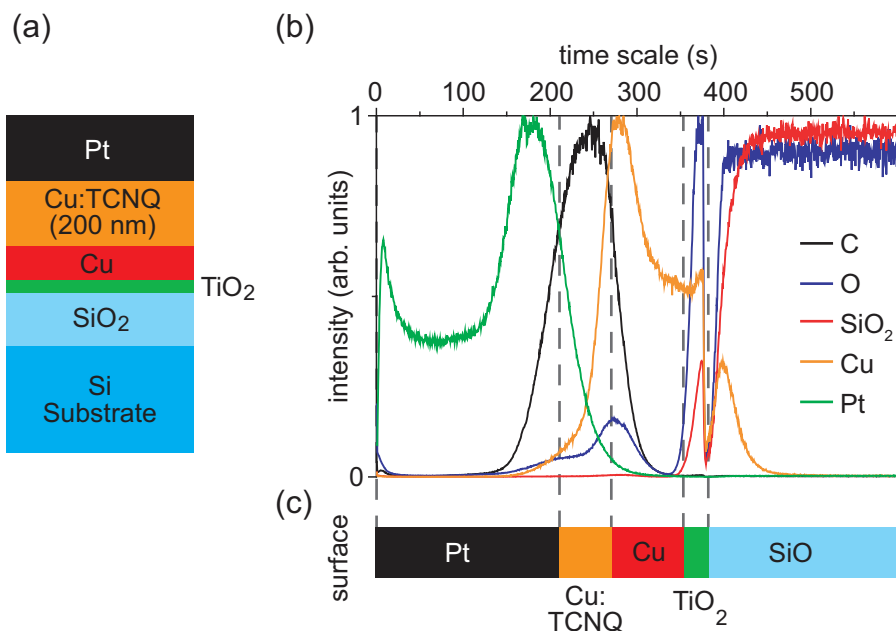 (a)
Pt
Cu:TCNQ
(200 nm)
Cu
TiO2
SiO2
Si
Substrate
(b)
time scale (s)
0 100 200 300 400 500
1
0
intensity (arb. units)
C
O
SiO2
Cu
Pt
(c)
surface
Pt
Cu
SiO
Cu:
TCNQ
TiO2